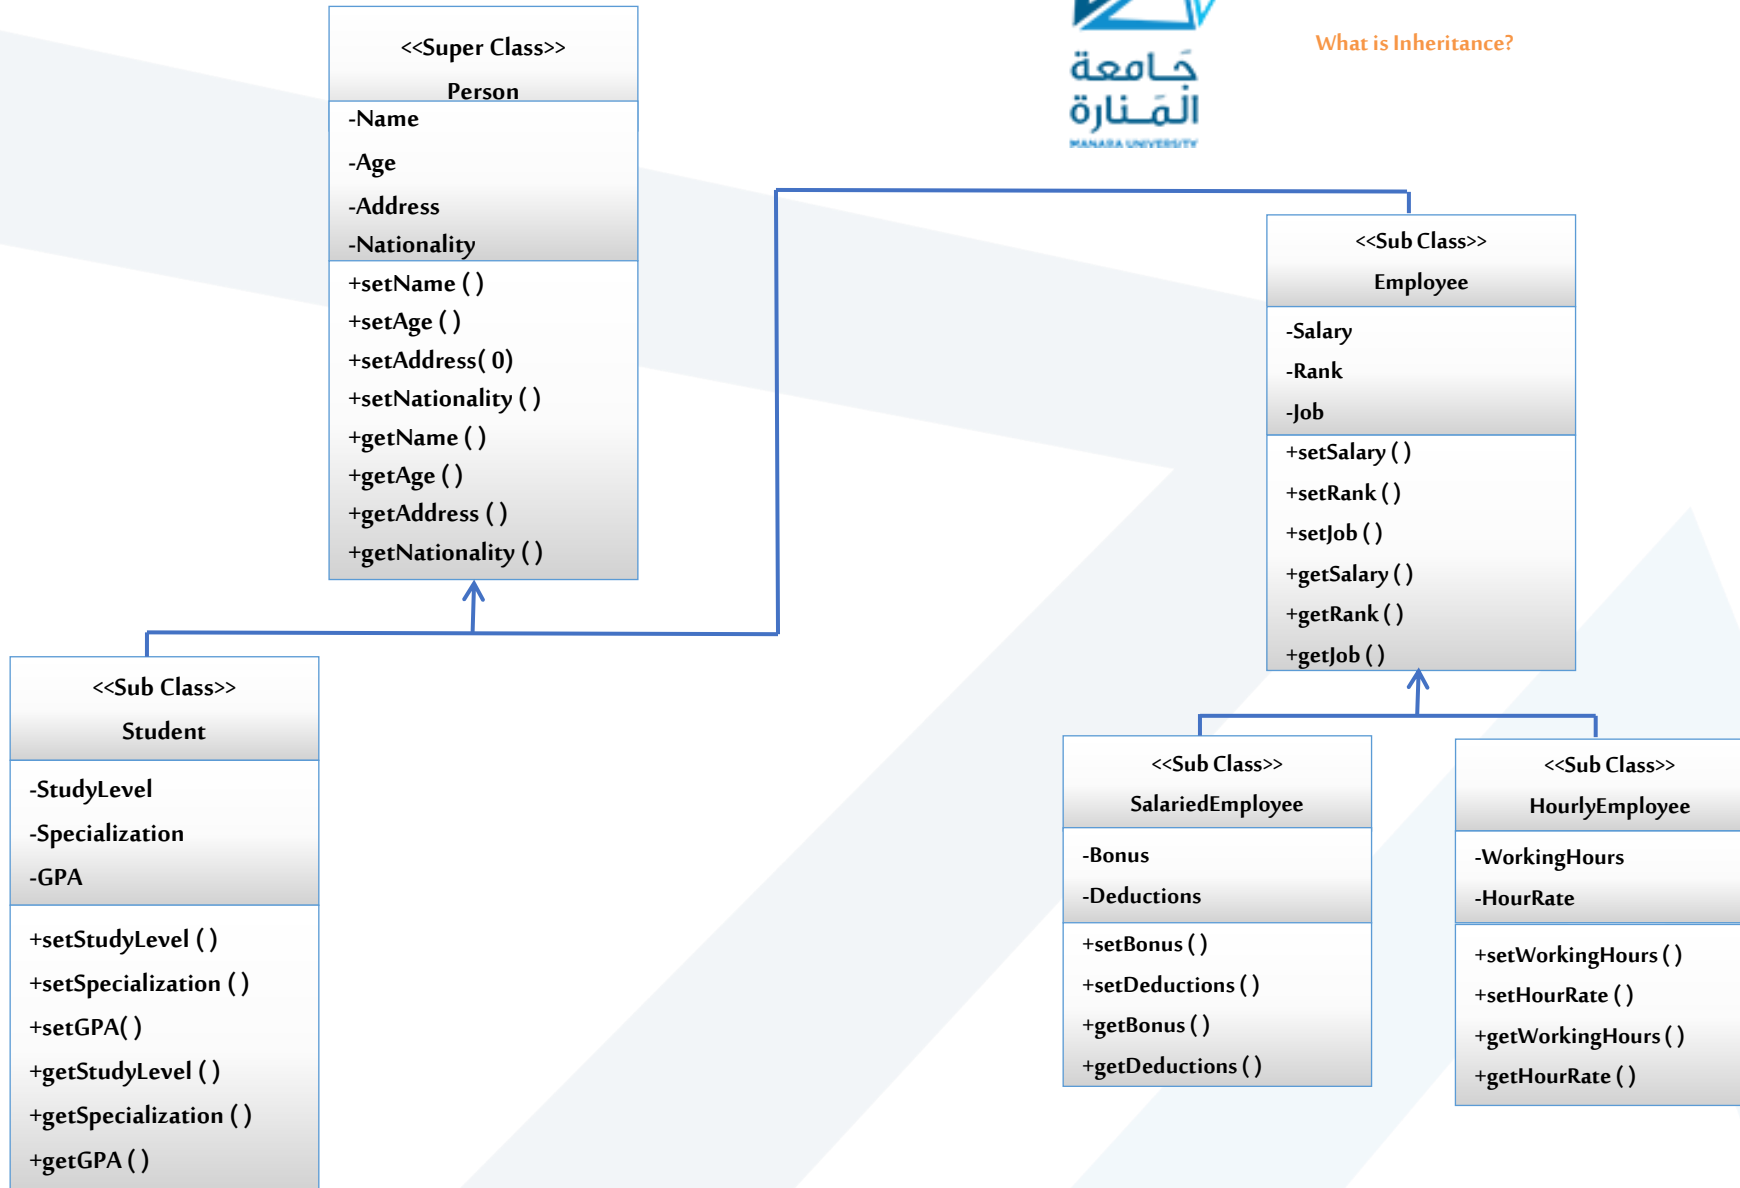 جَامعة
المَنارة
MANARA UNIVERSITY
What is Inheritance?
<<Super Class>>
Person
-Name
-Age
-Address
-Nationality
+setName ( )
+setAge ( )
+setAddress( 0)
+setNationality ( )
+getName ( )
+getAge ( )
+getAddress ( )
+getNationality ( )
<<Sub Class>>
Employee
-Salary
-Rank
-Job
+setSalary ( )
+setRank ( )
+setJob ( )
+getSalary ( )
+getRank ( )
+getJob ( )
<<Sub Class>>
Student
-StudyLevel
-Specialization
-GPA
+setStudyLevel ( )
+setSpecialization ( )
+setGPA( )
+getStudyLevel ( )
+getSpecialization ( )
+getGPA ( )
<<Sub Class>>
SalariedEmployee
-Bonus
-Deductions
+setBonus ( )
+setDeductions ( )
+getBonus ( )
+getDeductions ( )
<<Sub Class>>
HourlyEmployee
-WorkingHours
-HourRate
+setWorkingHours ( )
+setHourRate ( )
+getWorkingHours ( )
+getHourRate ( )